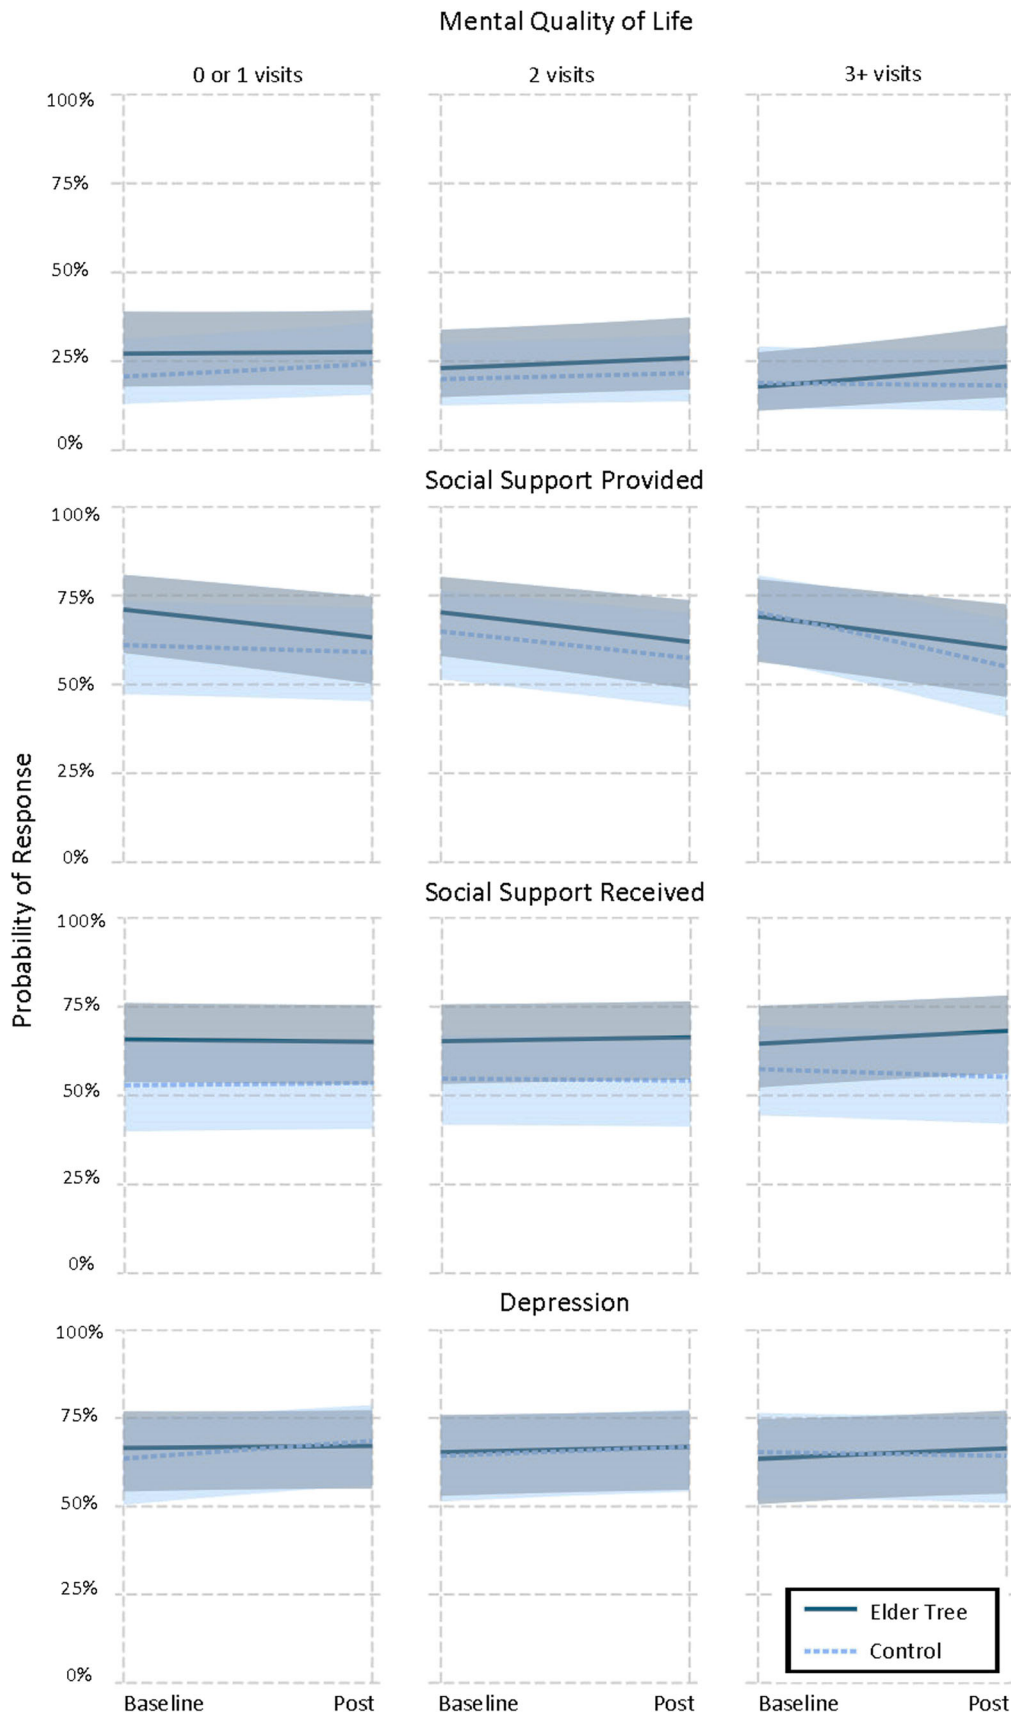 Mental Quality of Life
0 or 1 visits 2 visits 3+ visits
100%
75%
50%
25%
0%
Social Support Provided
100%
75%
50%
25%
0%
Social Support Received
100%
75%
50%
25%
0%
Depression
100%
75%
50%
25%
0%
Probability of Response
Elder Tree
Control
Baseline Post Baseline Post Baseline Post